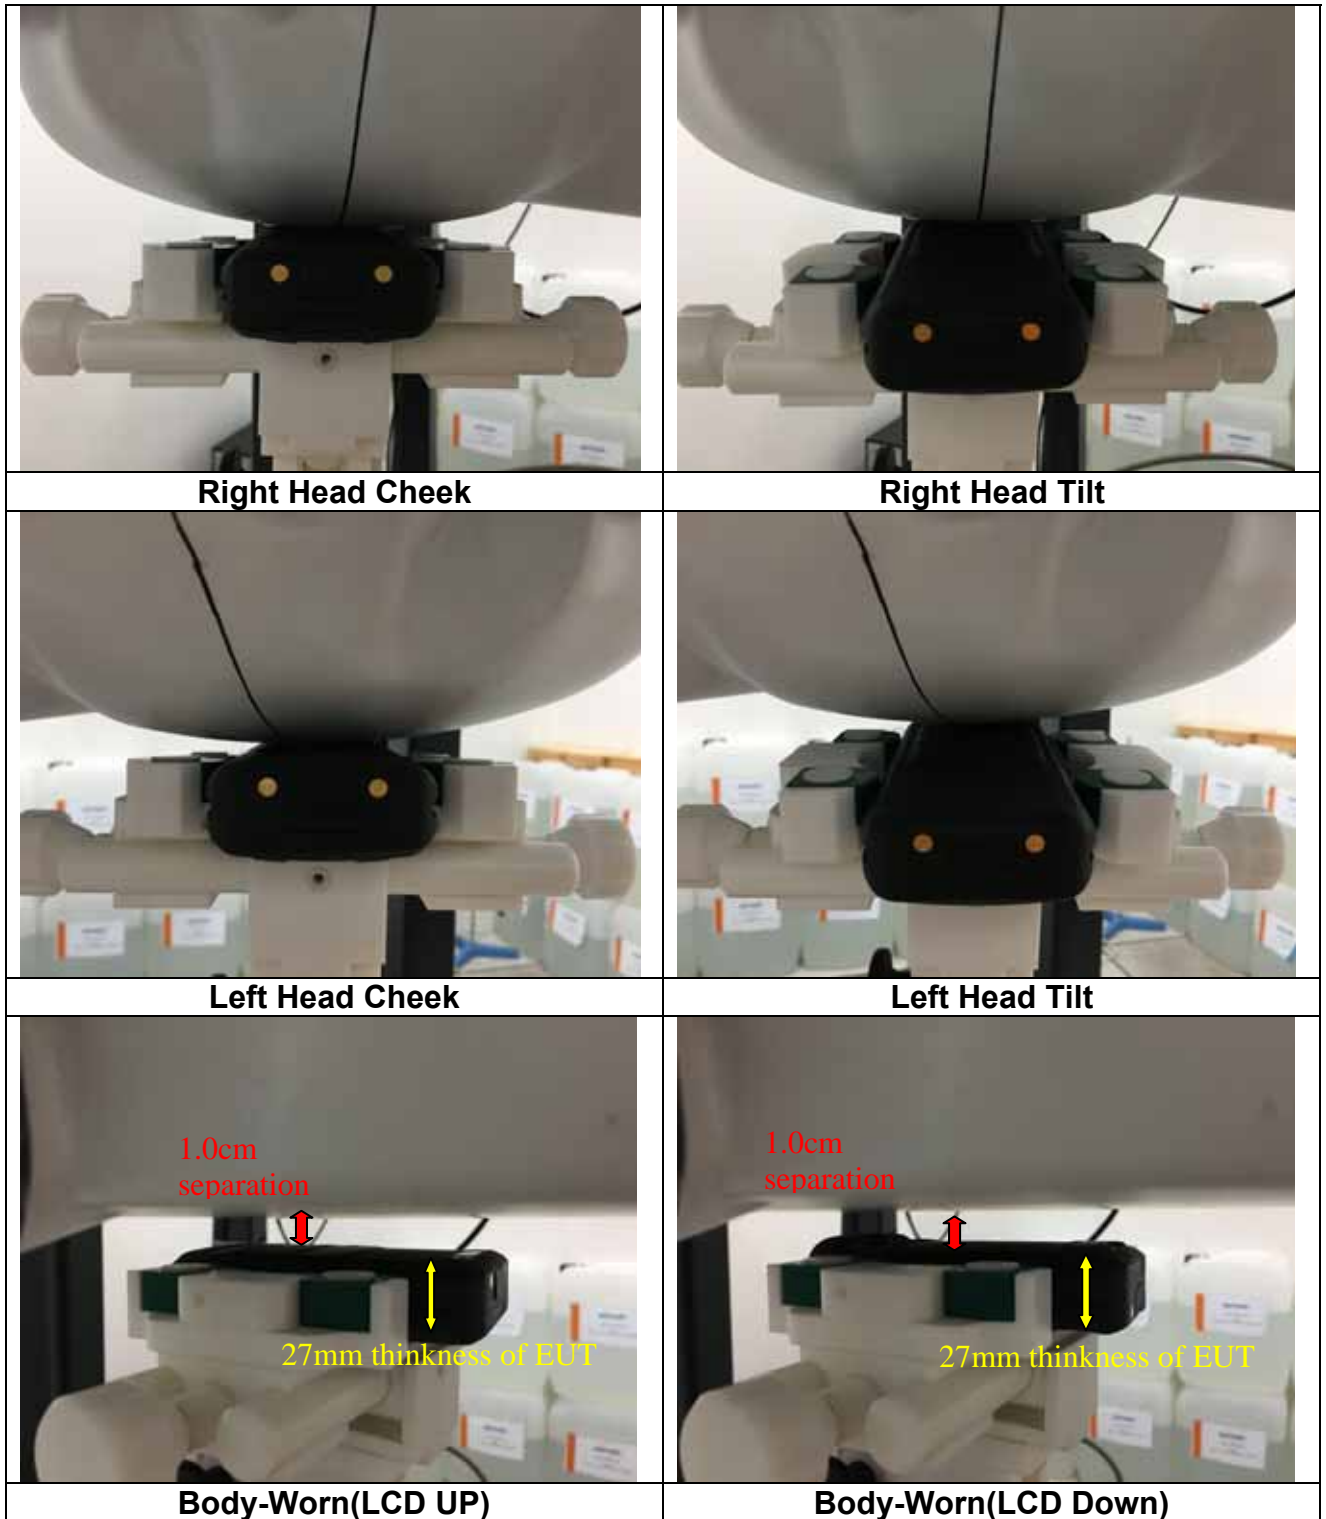 Right Head Cheek
Right Head Tilt
Left Head Cheek
Left Head Tilt
1.0cm
separation
27mm thinkness of EUT
1.0cm
separation
27mm thinkness of EUT
Body-Worn(LCD UP)
Body-Worn(LCD Down)